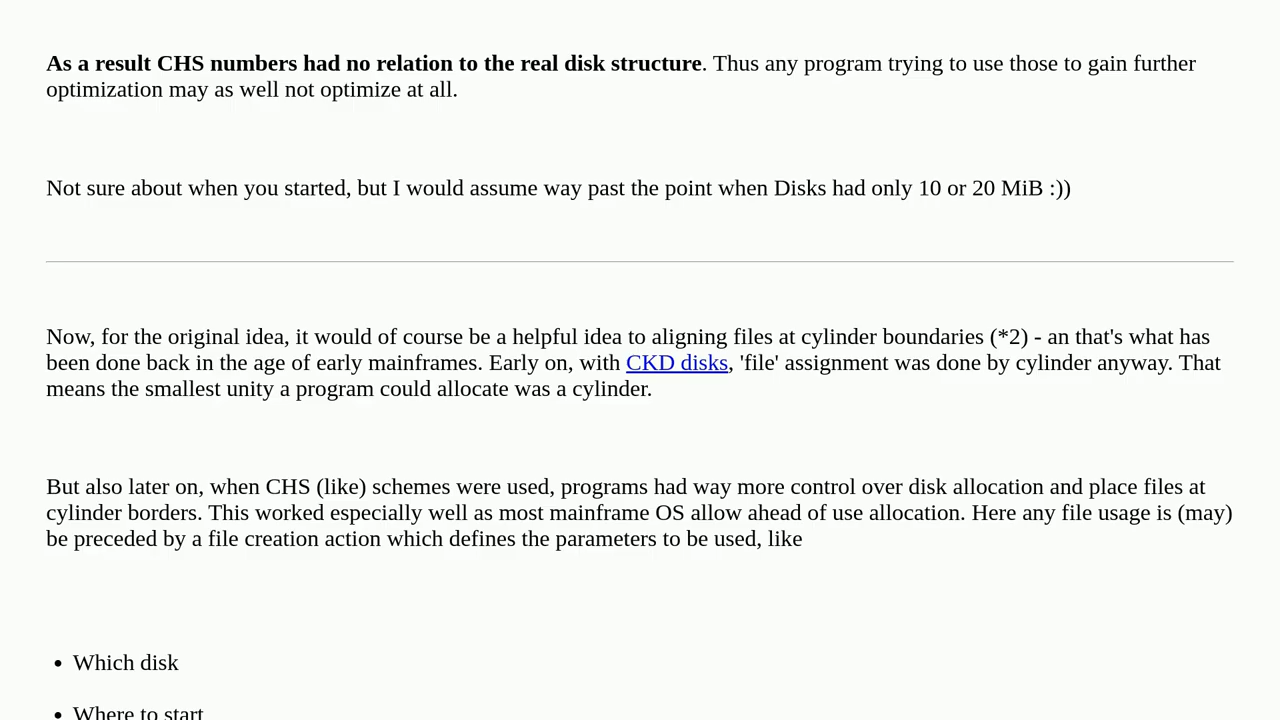 As a result CHS numbers had no relation to the real disk structure. Thus any program trying to use those to gain further
optimization may as well not optimize at all.
Not sure about when you started, but I would assume way past the point when Disks had only 10 or 20 MiB :))
Now, for the original idea, it would of course be a helpful idea to aligning files at cylinder boundaries (*2) - an that's what has
been done back in the age of early mainframes. Early on, with CKD disks, 'file' assignment was done by cylinder anyway. That
means the smallest unity a program could allocate was a cylinder.
But also later on, when CHS (like) schemes were used, programs had way more control over disk allocation and place files at
cylinder borders. This worked especially well as most mainframe OS allow ahead of use allocation. Here any file usage is (may)
be preceded by a file creation action which defines the parameters to be used, like
• Which disk
• Where to start